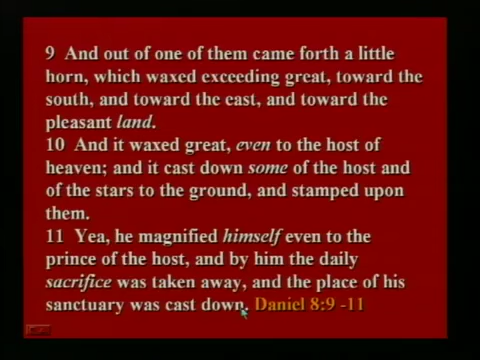 9 And out of one of them came forth a little
horn, which waxed exceeding great, toward the
south, and toward the east, and toward the
pleasant land.
10 And it waxed great, even to the host of
heaven; and it cast down some of the host and
of the stars to the ground, and stamped upon
them.
11 Yea, he magnified himself even to the
prince of the host, and by him the daily
sacrifice was taken away, and the place of his
sanctuary was cast down. Daniel 8:9 -11